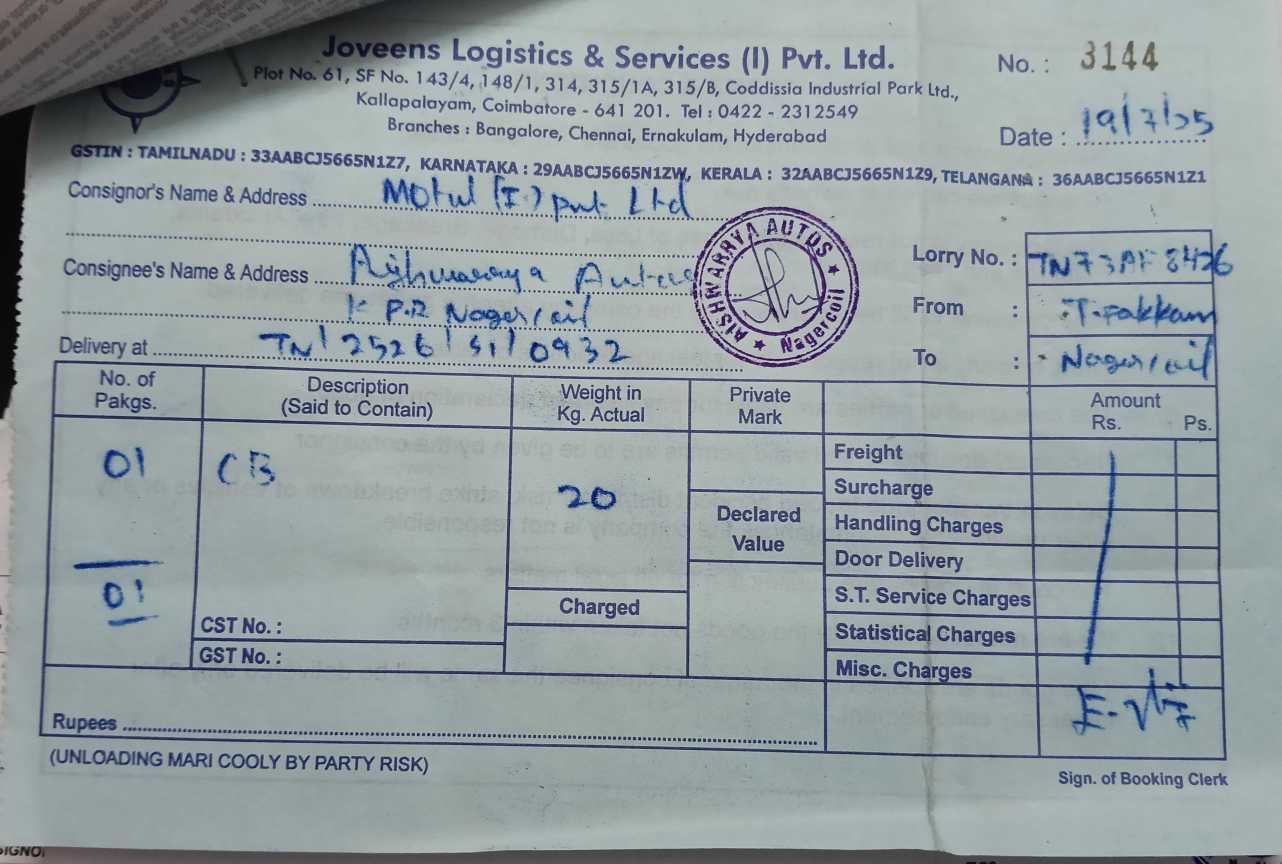 Joveens Logistics & Services (I) Pvt. Ltd.
No. : 3144
Plot No. 61, SF No. 143/4, 148/1, 314, 315/1A, 315/B, Coddissia Industrial Park Ltd.,
Kallapalayam, Coimbatore - 641 201. Tel : 0422 - 2312549
Branches : Bangalore, Chennai, Ernakulam, Hyderabad
Date : 19/7/25
GSTIN : TAMILNADU : 33AABCJ5665N1Z7, KARNATAKA : 29AABCJ5665N1ZW, KERALA : 32AABCJ5665N1Z9, TELANGANA : 36AABCJ5665N1Z1
Consignor's Name & Address Motul (I) Pvt Ltd
Consignee's Name & Address Aishwarya Autos
K P.R Nagercoil
Delivery at TN/2526/SI/0932
AISHWARRYA AUTOS
Nagercoil
Lorry No. : TN73AF8426
From : T. Pakkam
To : Nagercoil
No. of Pakgs.
Description (Said to Contain)
Weight in Kg. Actual
Private Mark
Amount
Rs. Ps.
01 CB 20
01
Declared Value
Charged
Freight
Surcharge
Handling Charges
Door Delivery
S.T. Service Charges
Statistical Charges
Misc. Charges
CST No. :
GST No. :
Rupees
(UNLOADING MARI COOLY BY PARTY RISK)
Sign. of Booking Clerk